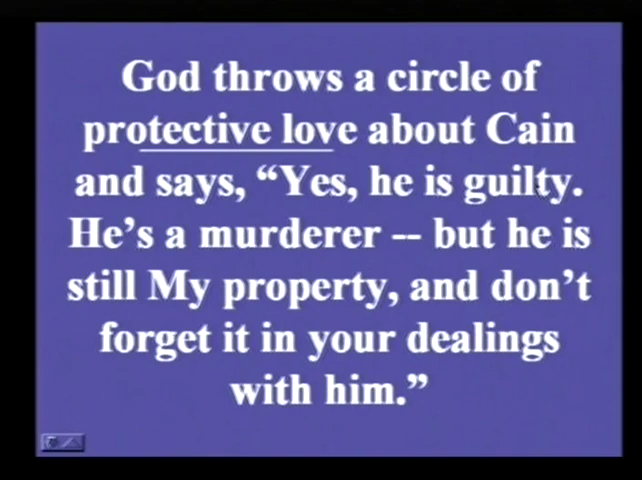 God throws a circle of
protective love about Cain
and says, “Yes, he is guilty.
He’s a murderer -- but he is
still My property, and don’t
forget it in your dealings
with him.”